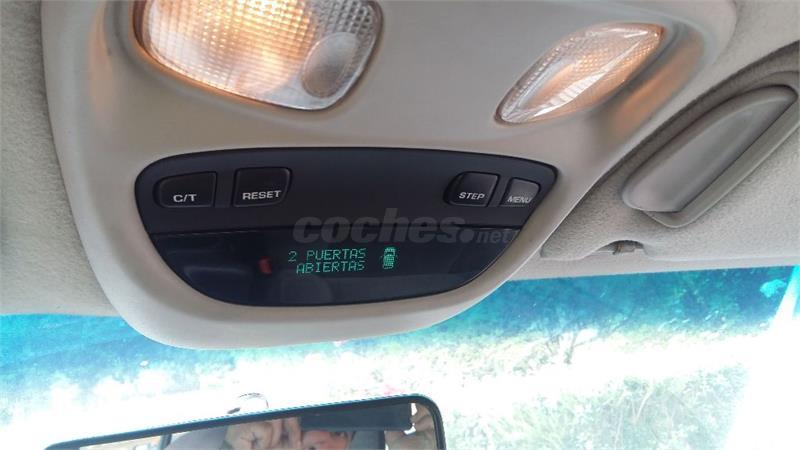 C/T
RESET
STEP
MENU
coches.net
2 PUERTAS
ABIERTAS